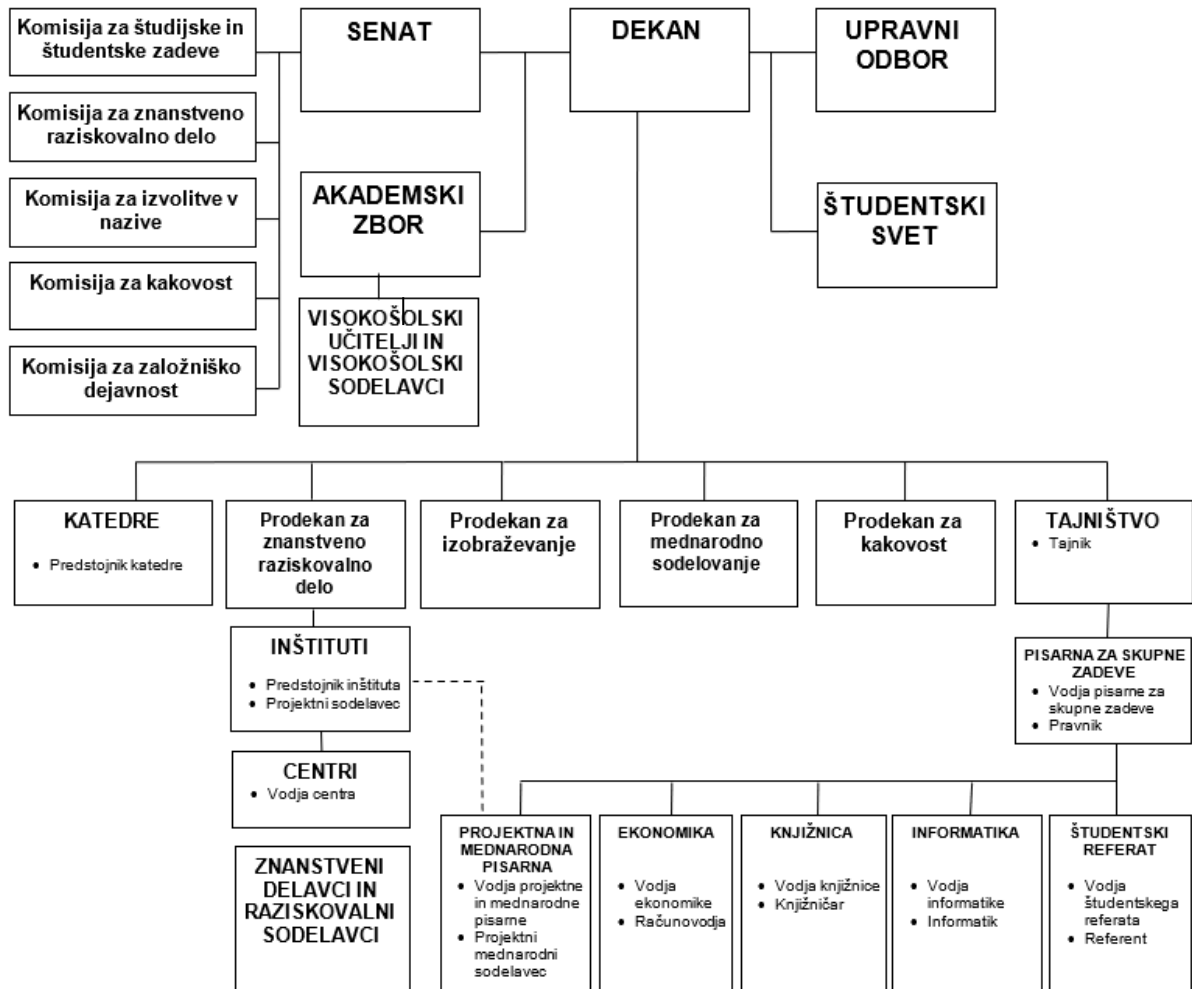 Komisija za študijske in
študentske zadeve
SENAT
DEKAN
UPRAVNI
ODBOR
Komisija za znanstveno
raziskovalno delo
Komisija za izvolitve v
nazive
AKADEMSKI
ZBOR
ŠTUDENTSKI
SVET
Komisija za kakovost
VISOKOŠOLSKI
UČITELJI IN
VISOKOŠOLSKI
SODELAVCI
Komisija za založniško
dejavnost
KATEDRE
• Predstojnik katedre
Prodekan za
znanstveno
raziskovalno
delo
Prodekan za
izobraževanje
Prodekan za
mednarodno
sodelovanje
Prodekan za
kakovost
TAJNIŠTVO
• Tajnik
INŠTITUTI
• Predstojnik inštituta
• Projektni sodelavec
PISARNA ZA SKUPNE
ZADEVE
• Vodja pisarne za
skupne zadeve
• Pravnik
CENTRI
• Vodja centra
ZNANSTVENI
DELAVCI IN
RAZISKOVALNI
SODELAVCI
PROJEKTNA IN
MEDNARODNA
PISARNA
• Vodja projektne
in mednarodne
pisarne
• Projektni
mednarodni
sodelavec
EKONOMIKA
• Vodja
ekonomike
• Računovodja
KNJIŽNICA
• Vodja knjižnice
• Knjižničar
INFORMATIKA
• Vodja
informatike
• Informatik
ŠTUDENTSKI
REFERAT
• Vodja
študentskega
referata
• Referent